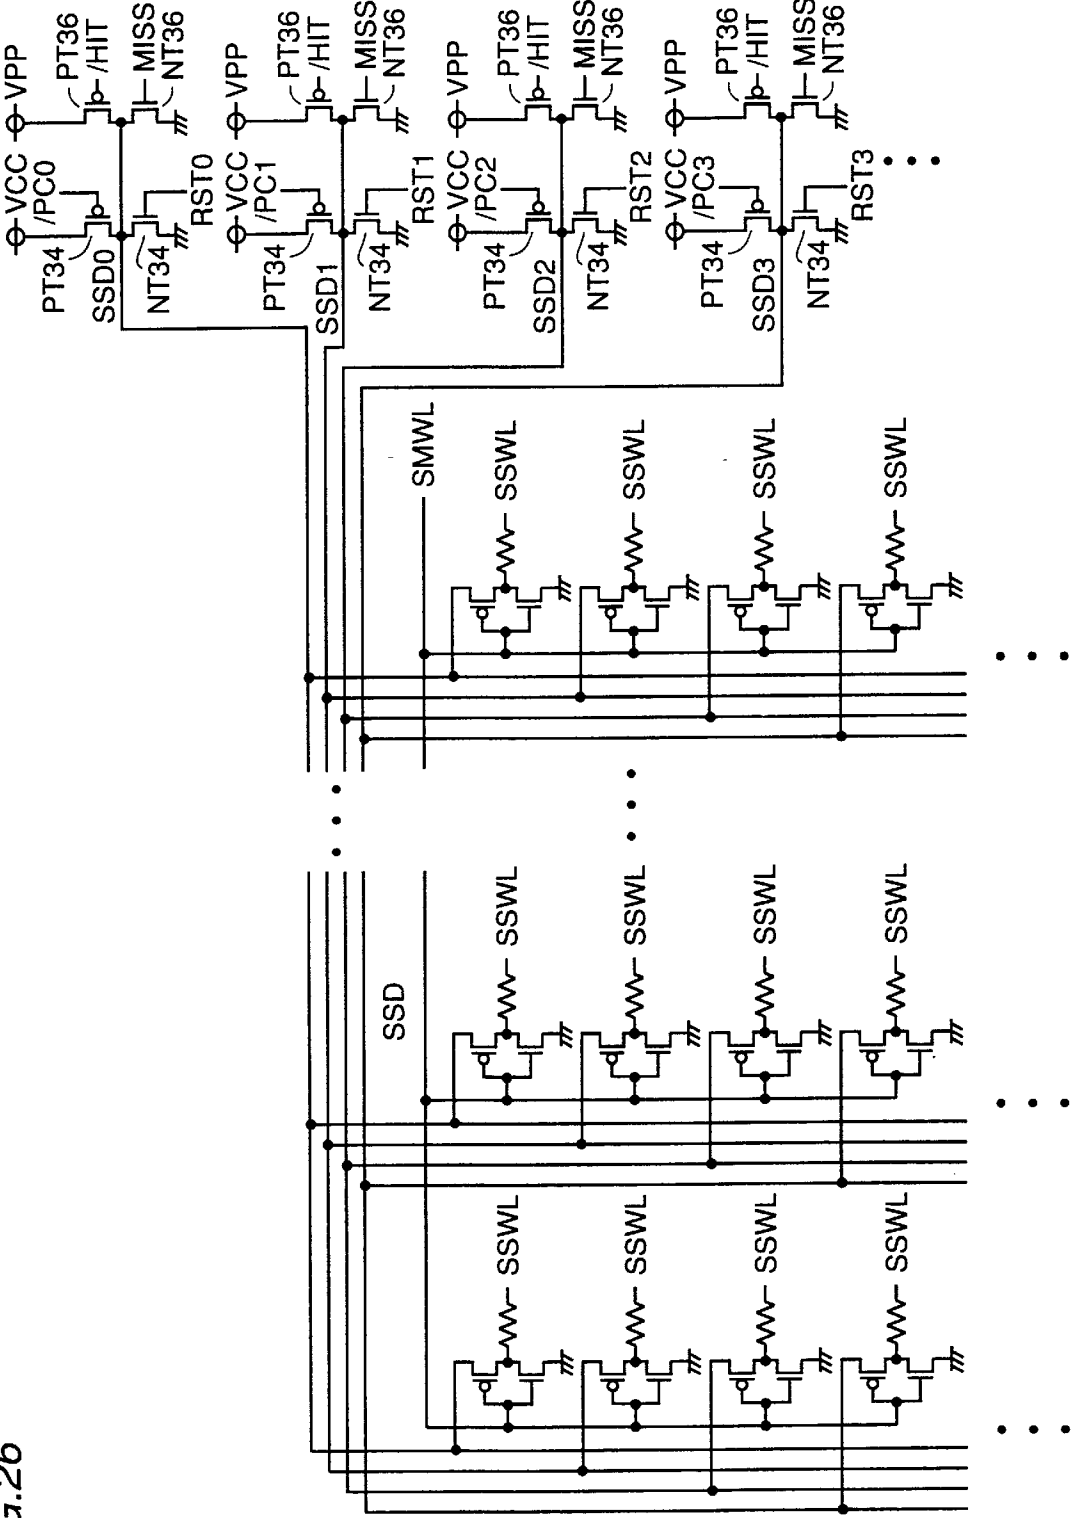 VPP
PT36
/HIT
MISS
NT36
VCC
/PC0
PT34
SSD0
NT34
RST0
VPP
PT36
/HIT
MISS
NT36
VCC
/PC1
PT34
SSD1
NT34
RST1
VPP
PT36
/HIT
MISS
NT36
VCC
/PC2
PT34
SSD2
NT34
RST2
VPP
PT36
/HIT
MISS
NT36
VCC
/PC3
PT34
SSD3
NT34
RST3
SMWL
SSWL
SSWL
SSWL
SSWL
SSD
SSWL
SSWL
SSWL
SSWL
SSWL
SSWL
SSWL
SSWL